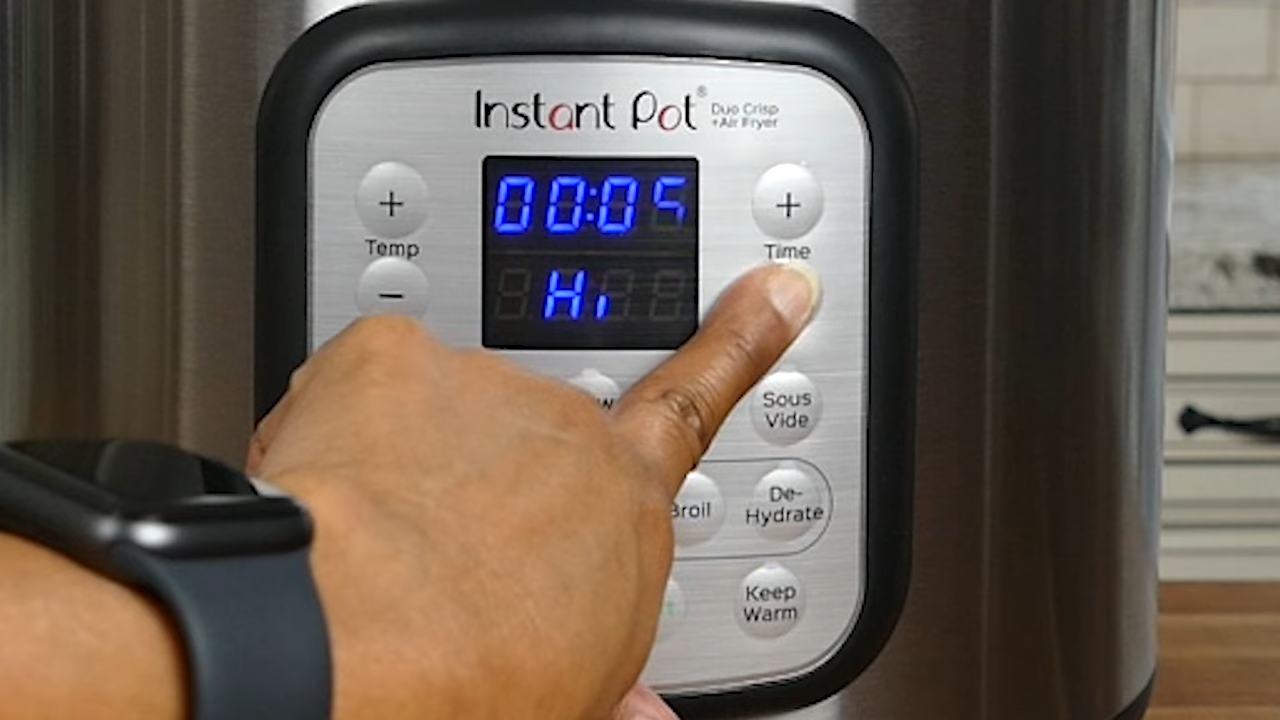 Instant Pot®
Duo Crisp
+Air Fryer
00:05
+
+
Temp
Time
−
Hi
Sous
Vide
Broil
De-
Hydrate
Keep
Warm